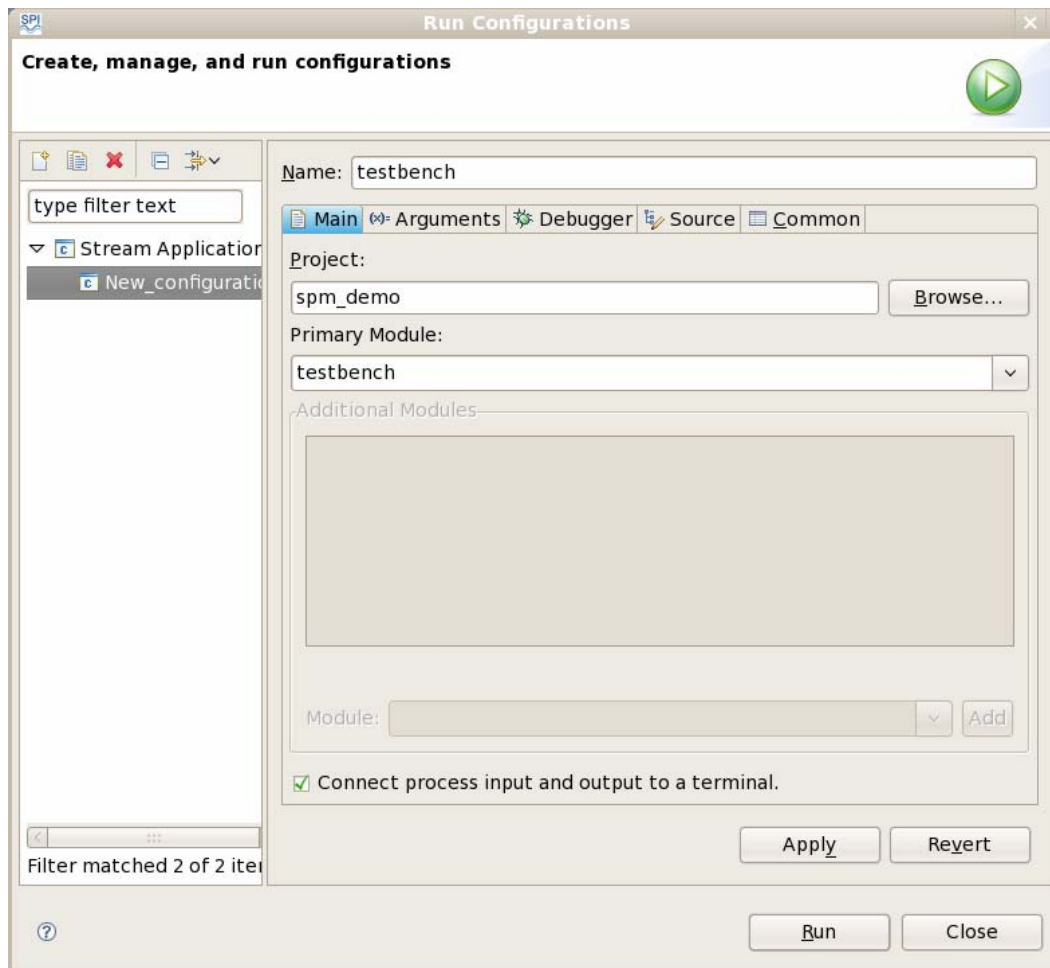 SPI
Run Configurations
Create, manage, and run configurations
type filter text
Stream Application
New_configuratio
Filter matched 2 of 2 iter
Name: testbench
Main (x)= Arguments Debugger Source Common
Project:
spm_demo Browse...
Primary Module:
testbench
Additional Modules
Module: Add
Connect process input and output to a terminal.
Apply Revert
? Run Close